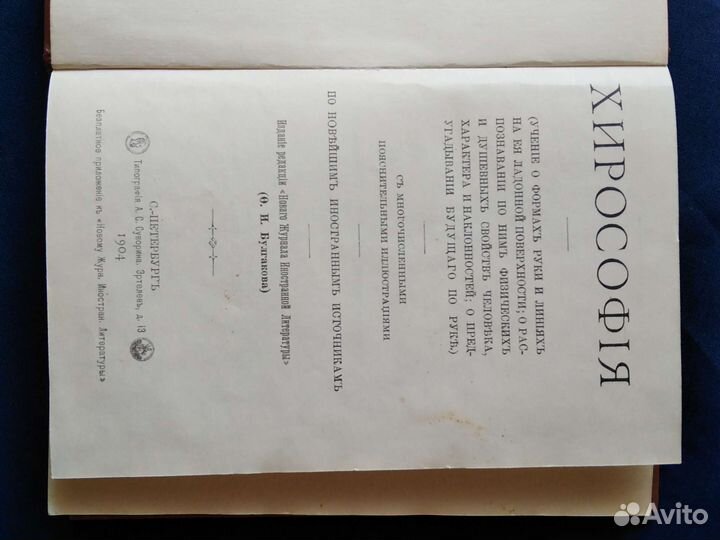 ХИРОСОФІЯ
(УЧЕНІЕ О ФОРМАХЪ РУКИ И ЛИНІЯХЪ
НА ЕЯ ЛАДОННОЙ ПОВЕРХНОСТИ; О РАС-
ПОЗНАВАНІИ ПО НИМЪ ФИЗИЧЕСКИХЪ
И ДУШЕВНЫХЪ СВОЙСТВЪ ЧЕЛОВѢКА,
ХАРАКТЕРА И НАКЛОННОСТЕЙ; О ПРЕД-
УГАДЫВАНІИ БУДУЩАГО ПО РУКѢ.)
СЪ МНОГОЧИСЛЕННЫМИ
ПОЯСНИТЕЛЬНЫМИ ИЛЛЮСТРАЦІЯМИ
ПО НОВѢЙШИМЪ ИНОСТРАННЫМЪ ИСТОЧНИКАМЪ
Изданіе редакціи «Новаго Журнала Иностранной Литературы»
(Ѳ. И. Булгакова)
С.-ПЕТЕРБУРГЪ
1904
Типографія А. С. Суворина. Эртелевъ, д. 13
Безплатное приложеніе къ «Новому Журн. Иностран. Литературы»
Avito